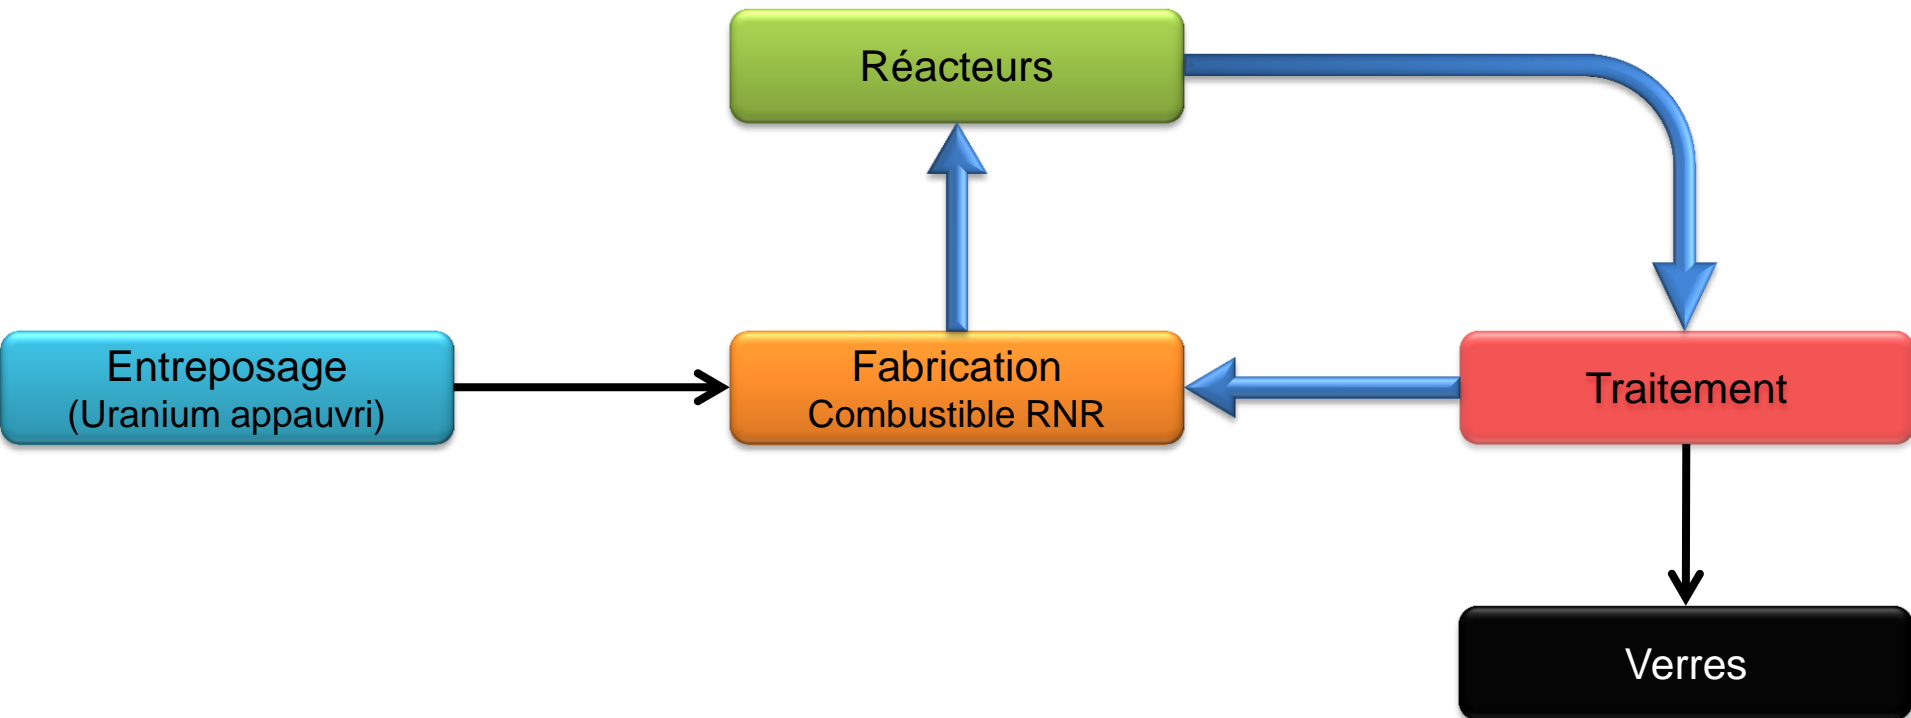 Réacteurs
Entreposage
(Uranium appauvri)
Fabrication
Combustible RNR
Traitement
Verres